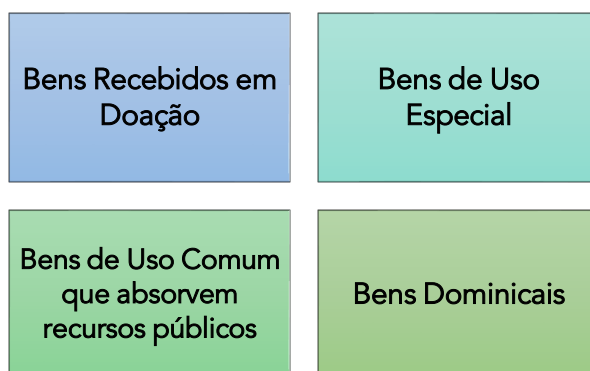 Bens Recebidos em
Doação
Bens de Uso
Especial
Bens de Uso Comum
que absorvem
recursos públicos
Bens Dominicais